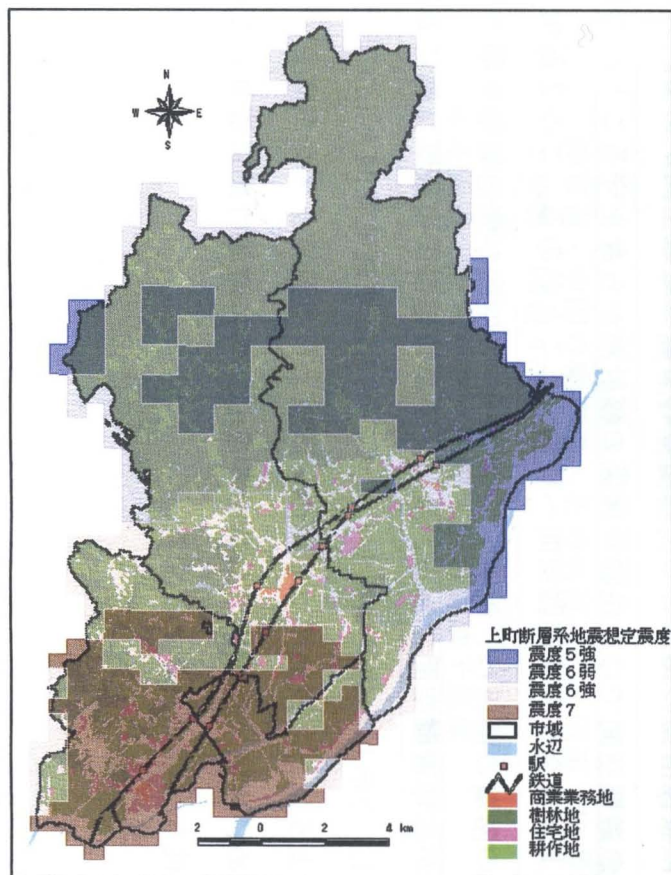 N
W E
S
上町断層系地震想定震度
震度5強
震度6弱
震度6強
震度7
市域
水辺
駅
鉄道
商業業務地
樹林地
住宅地
耕作地
2 0 2 4 km